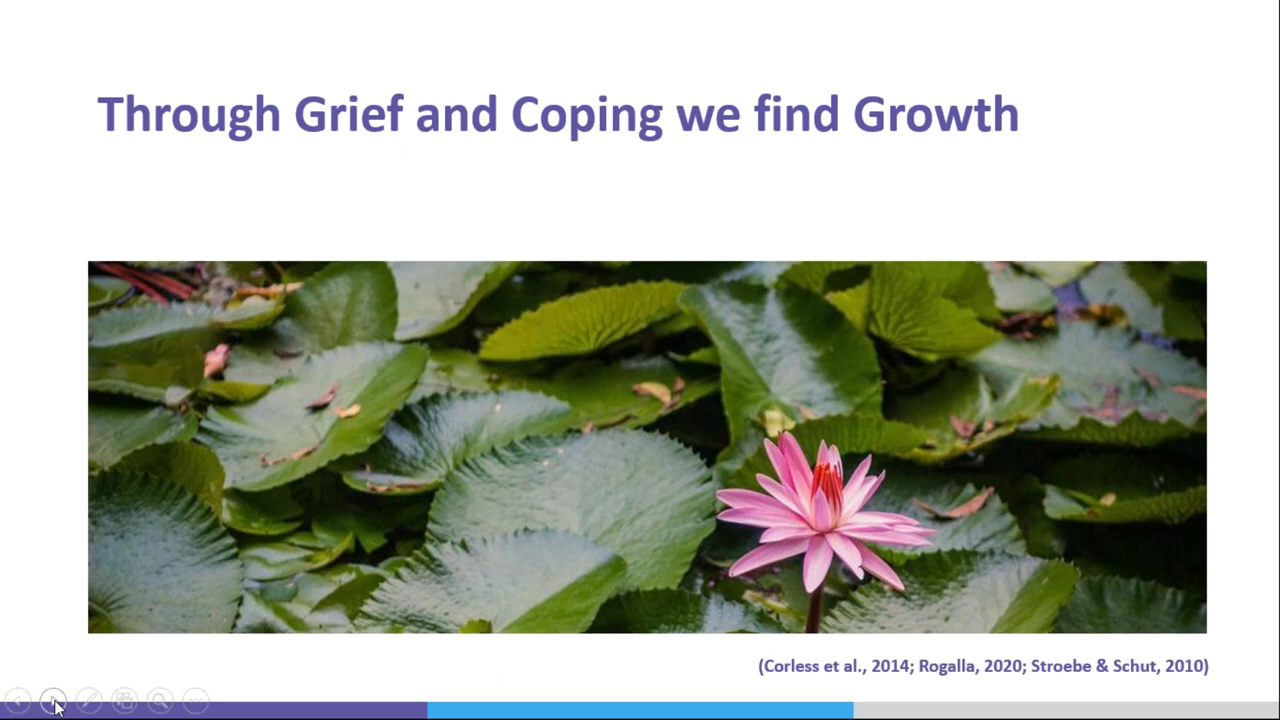 Through Grief and Coping we find Growth
(Corless et al., 2014; Rogalla, 2020; Stroebe & Schut, 2010)